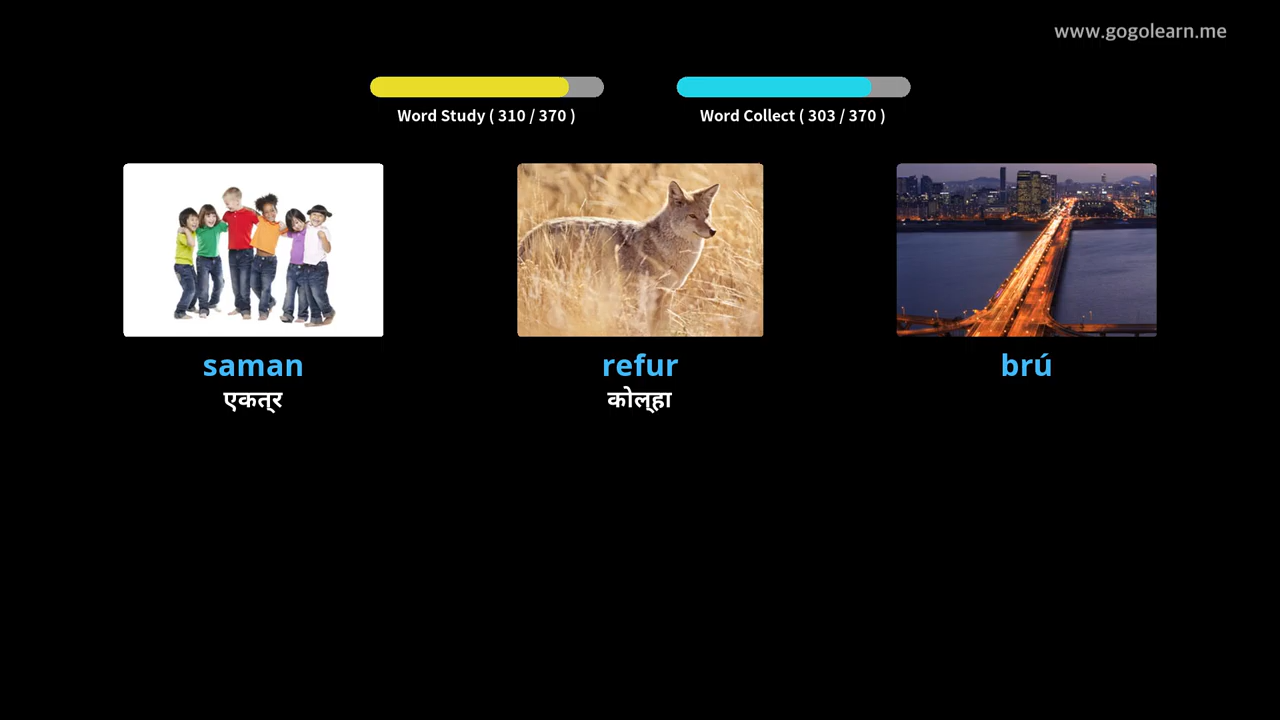 www.gogolearn.me
Word Study ( 310 / 370 )
Word Collect ( 303 / 370 )
saman
एकत्र
refur
कोल्हा
brú